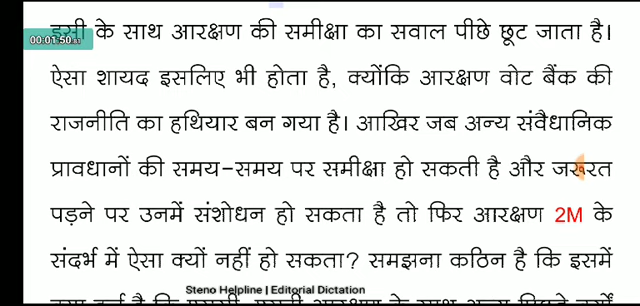 इसी के साथ आरक्षण की समीक्षा का सवाल पीछे छूट जाता है।
00:01:50.83
ऐसा शायद इसलिए भी होता है, क्योंकि आरक्षण वोट बैंक की
राजनीति का हथियार बन गया है। आखिर जब अन्य संवैधानिक
प्रावधानों की समय-समय पर समीक्षा हो सकती है और जरूरत
पड़ने पर उनमें संशोधन हो सकता है तो फिर आरक्षण 2M के
संदर्भ में ऐसा क्यों नहीं हो सकता? समझना कठिन है कि इसमें
Steno Helpline | Editorial Dictation